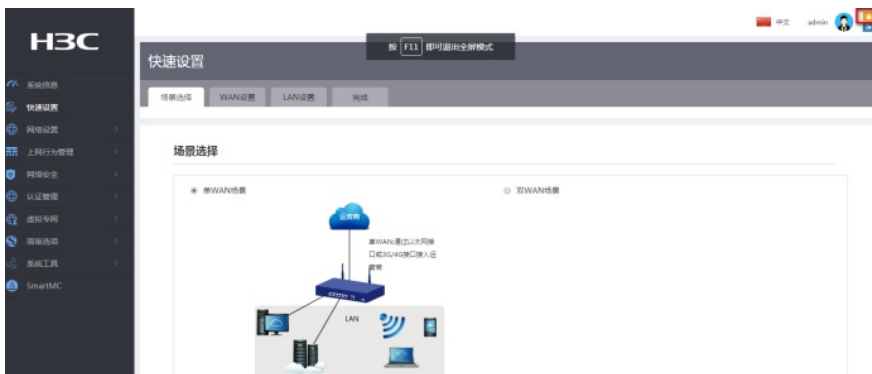 中文 admin
H3C
按 F11 即可退出全屏模式
快速设置
系统信息
快速设置
网络设置
上网行为管理
网络安全
认证管理
虚拟专网
高级选项
系统工具
SmartMC
场景选择 WAN设置 LAN设置 完成
场景选择
单WAN场景
双WAN场景
运营商
单WAN:通过以太网接
口或3G/4G接口接入运
营商
LAN